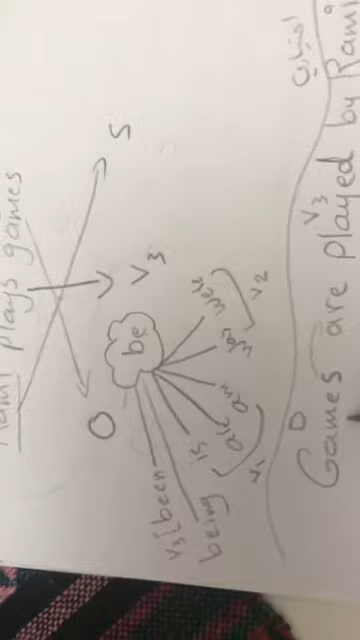 Rami plays games
O V3 S
be
V3 [been being is are am was were
V1 V2
O V3
Games are played by Rami